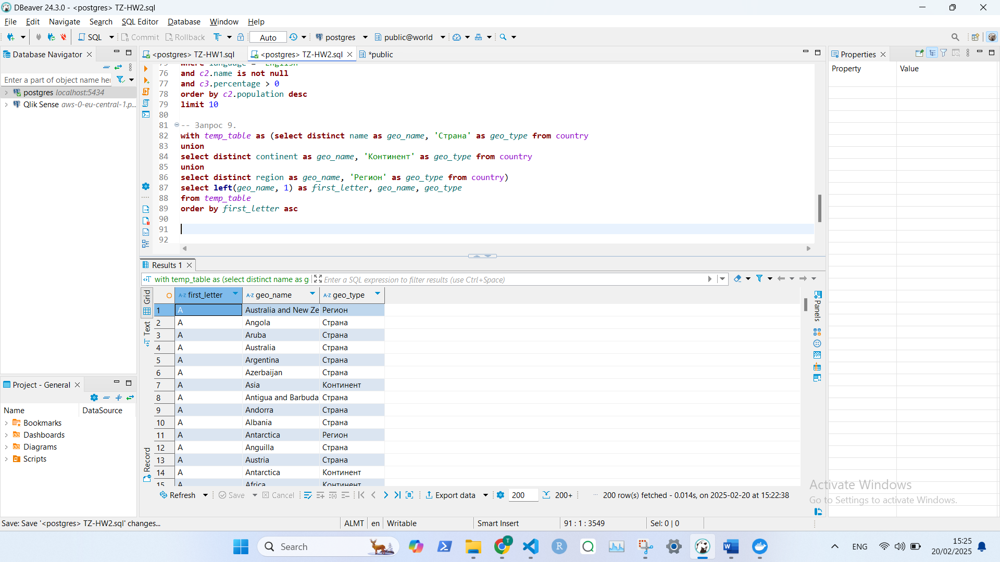 DBeaver 24.3.0 - <postgres> TZ-HW2.sql
File Edit Navigate Search SQL Editor Database Window Help
SQL Commit Rollback Auto postgres public@world
Database Navigator
<postgres> TZ-HW1.sql <postgres> TZ-HW2.sql *public
Properties
Enter a part of object name he
postgres localhost:5434
Qlik Sense aws-0-eu-central-1.p...
Property Value
76 and c2.name is not null
77 and c3.percentage > 0
78 order by c2.population desc
79 limit 10
80
81 -- Запрос 9.
82 with temp_table as (select distinct name as geo_name, 'Страна' as geo_type from country
83 union
84 select distinct continent as geo_name, 'Континент' as geo_type from country
85 union
86 select distinct region as geo_name, 'Регион' as geo_type from country)
87 select left(geo_name, 1) as first_letter, geo_name, geo_type
88 from temp_table
89 order by first_letter asc
90
91
92
Results 1
with temp_table as (select distinct name as g Enter a SQL expression to filter results (use Ctrl+Space)
Grid
Text
Record
Panels
first_letter geo_name geo_type
1 A Australia and New Ze Регион
2 A Angola Страна
3 A Aruba Страна
4 A Australia Страна
5 A Argentina Страна
6 A Azerbaijan Страна
7 A Asia Континент
8 A Antigua and Barbuda Страна
9 A Andorra Страна
10 A Albania Страна
11 A Antarctica Регион
12 A Anguilla Страна
13 A Austria Страна
14 A Antarctica Континент
15 A Africa Континент
Project - General
Name DataSource
Bookmarks
Dashboards
Diagrams
Scripts
Refresh Save Cancel Export data 200 200+ 200 row(s) fetched - 0.014s, on 2025-02-20 at 15:22:38
Activate Windows
Go to Settings to activate Windows.
Save: Save '<postgres> TZ-HW2.sql' changes... ALMT en Writable Smart Insert 91 : 1 : 3549 Sel: 0 | 0
Search
ENG
15:25
20/02/2025